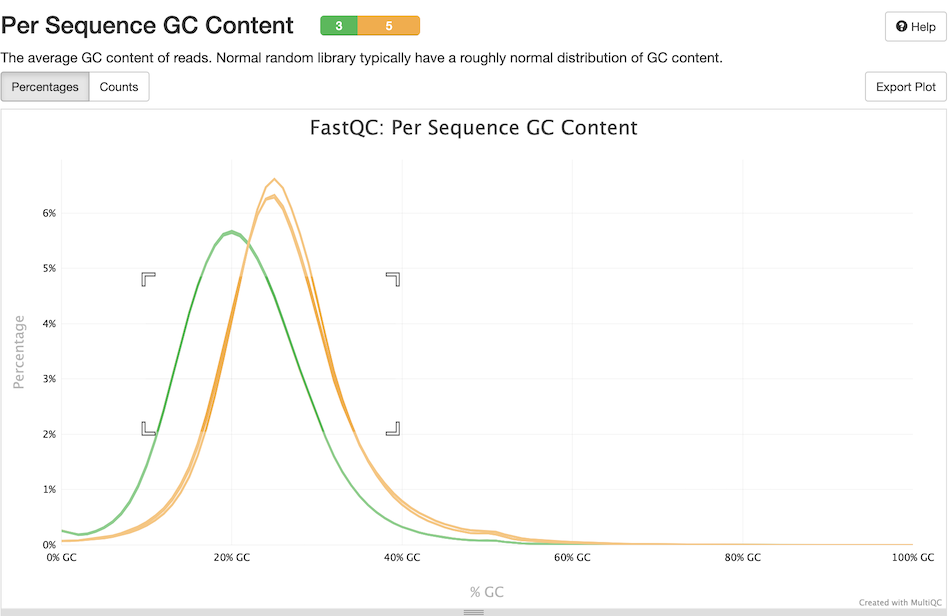 Per Sequence GC Content 3 5 Help
The average GC content of reads. Normal random library typically have a roughly normal distribution of GC content.
Percentages Counts Export Plot
FastQC: Per Sequence GC Content
Percentage
6%
5%
4%
3%
2%
1%
0%
0% GC 20% GC 40% GC 60% GC 80% GC 100% GC
% GC
Created with MultiQC